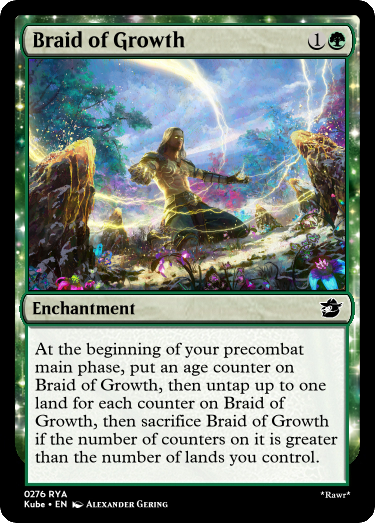 Braid of Growth 1
Enchantment
At the beginning of your precombat
main phase, put an age counter on
Braid of Growth, then untap up to one
land for each counter on Braid of
Growth, then sacrifice Braid of Growth
if the number of counters on it is greater
than the number of lands you control.
0276 RYA *Rawr*
Kube • EN Alexander Gering